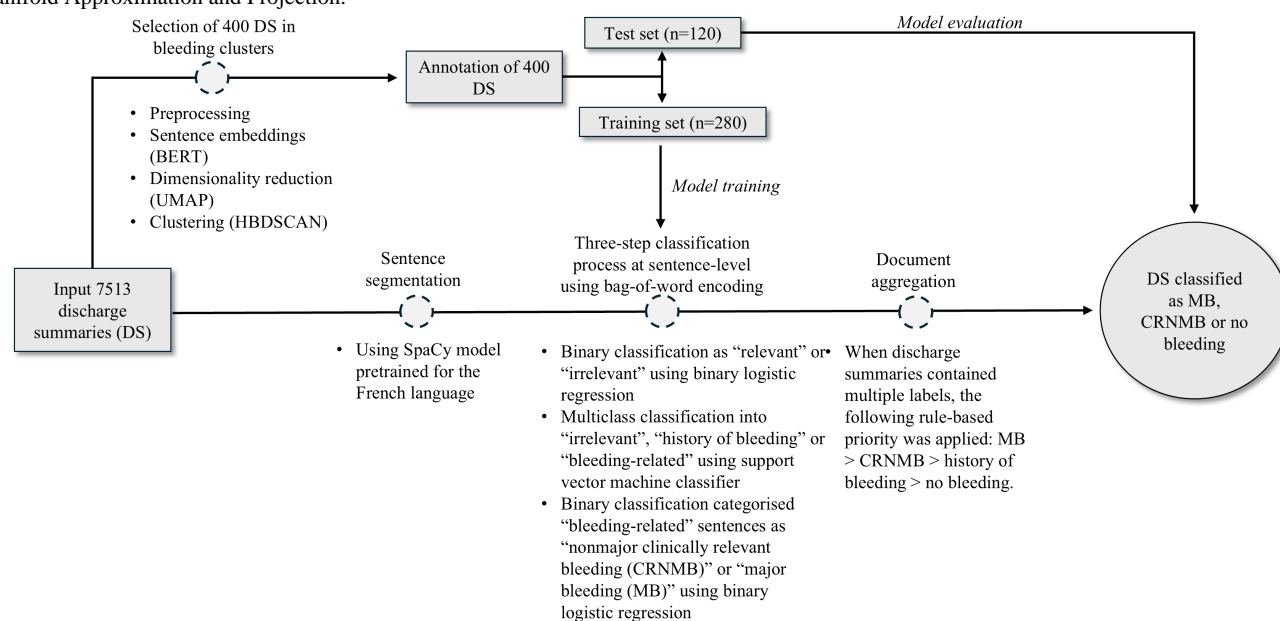 anifold Approximation and Projection.
Selection of 400 DS in
bleeding clusters
• Preprocessing
• Sentence embeddings
(BERT)
• Dimensionality reduction
(UMAP)
• Clustering (HBDSCAN)
Annotation of 400
DS
Test set (n=120)
Training set (n=280)
Model evaluation
Model training
Input 7513
discharge
summaries (DS)
Sentence
segmentation
• Using SpaCy model
pretrained for the
French language
Three-step classification
process at sentence-level
using bag-of-word encoding
• Binary classification as “relevant” or
“irrelevant” using binary logistic
regression
• Multiclass classification into
“irrelevant”, “history of bleeding” or
“bleeding-related” using support
vector machine classifier
• Binary classification categorised
“bleeding-related” sentences as
“nonmajor clinically relevant
bleeding (CRNMB)” or “major
bleeding (MB)” using binary
logistic regression
Document
aggregation
• When discharge
summaries contained
multiple labels, the
following rule-based
priority was applied: MB
> CRNMB > history of
bleeding > no bleeding.
DS classified
as MB,
CRNMB or no
bleeding